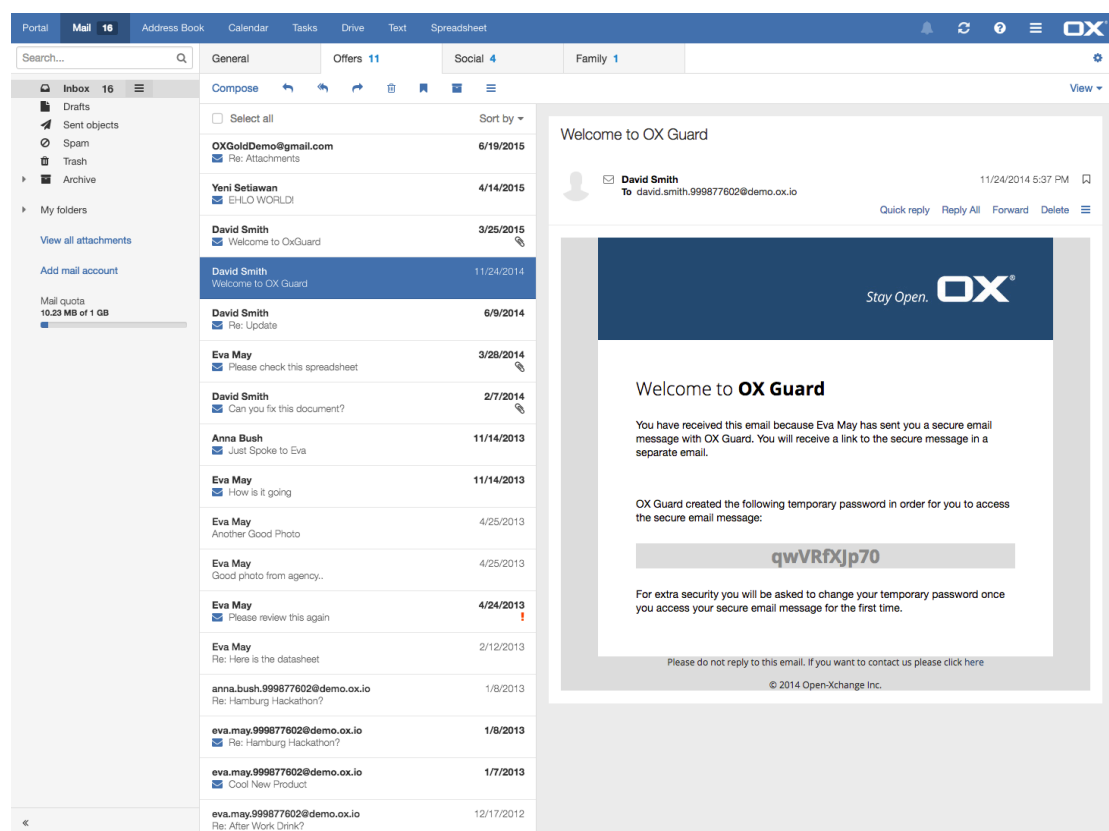 Portal Mail 16 Address Book Calendar Tasks Drive Text Spreadsheet OX
Search...
General Offers 11 Social 4 Family 1
Inbox 16
Drafts
Sent objects
Spam
Trash
Archive
My folders
View all attachments
Add mail account
Mail quota
10.23 MB of 1 GB
Compose View
Select all Sort by
OXGoldDemo@gmail.com 6/19/2015
Re: Attachments
Yeni Setiawan 4/14/2015
EHLO WORLD!
David Smith 3/25/2015
Welcome to OxGuard
David Smith 11/24/2014
Welcome to OX Guard
David Smith 6/9/2014
Re: Update
Eva May 3/28/2014
Please check this spreadsheet
David Smith 2/7/2014
Can you fix this document?
Anna Bush 11/14/2013
Just Spoke to Eva
Eva May 11/14/2013
How is it going
Eva May 4/25/2013
Another Good Photo
Eva May 4/25/2013
Good photo from agency..
Eva May 4/24/2013
Please review this again !
Eva May 2/12/2013
Re: Here is the datasheet
anna.bush.999877602@demo.ox.io 1/8/2013
Re: Hamburg Hackathon?
eva.may.999877602@demo.ox.io 1/8/2013
Re: Hamburg Hackathon?
eva.may.999877602@demo.ox.io 1/7/2013
Cool New Product
eva.may.999877602@demo.ox.io 12/17/2012
Re: After Work Drink?
Welcome to OX Guard
David Smith 11/24/2014 5:37 PM
To david.smith.999877602@demo.ox.io
Quick reply Reply All Forward Delete
Stay Open. OX®
Welcome to OX Guard
You have received this email because Eva May has sent you a secure email
message with OX Guard. You will receive a link to the secure message in a
separate email.
OX Guard created the following temporary password in order for you to access
the secure email message:
qwVRfXJp70
For extra security you will be asked to change your temporary password once
you access your secure email message for the first time.
Please do not reply to this email. If you want to contact us please click here
© 2014 Open-Xchange Inc.